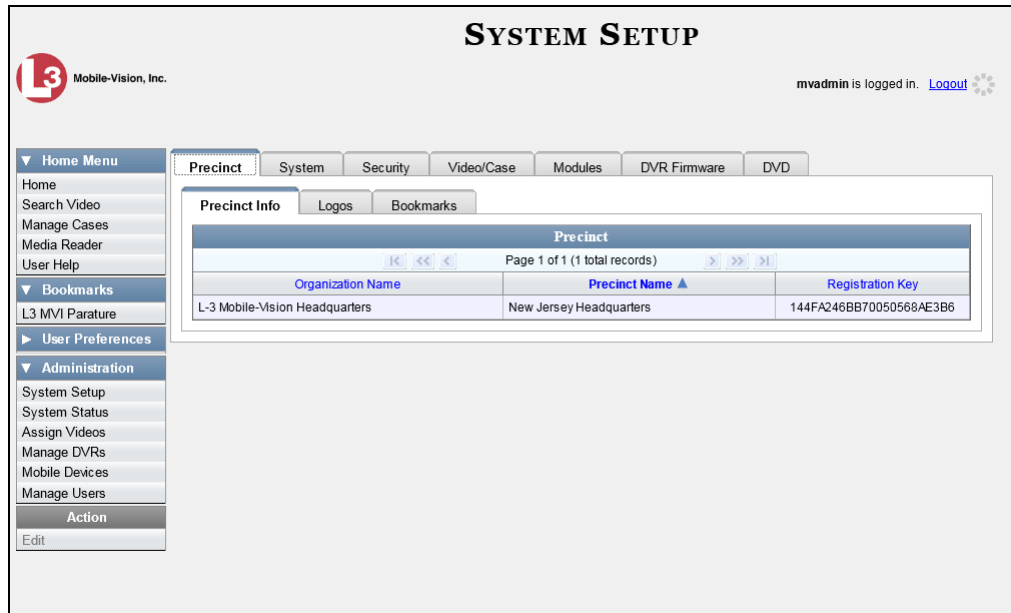 SYSTEM SETUP
L3 Mobile-Vision, Inc.
mvadmin is logged in. Logout
▼ Home Menu
Home
Search Video
Manage Cases
Media Reader
User Help
▼ Bookmarks
L3 MVI Parature
▶ User Preferences
▼ Administration
System Setup
System Status
Assign Videos
Manage DVRs
Mobile Devices
Manage Users
Action
Edit
Precinct System Security Video/Case Modules DVR Firmware DVD
Precinct Info Logos Bookmarks
Precinct
|< << < Page 1 of 1 (1 total records) > >> >|
Organization Name Precinct Name ▲ Registration Key
L-3 Mobile-Vision Headquarters New Jersey Headquarters 144FA246BB70050568AE3B6